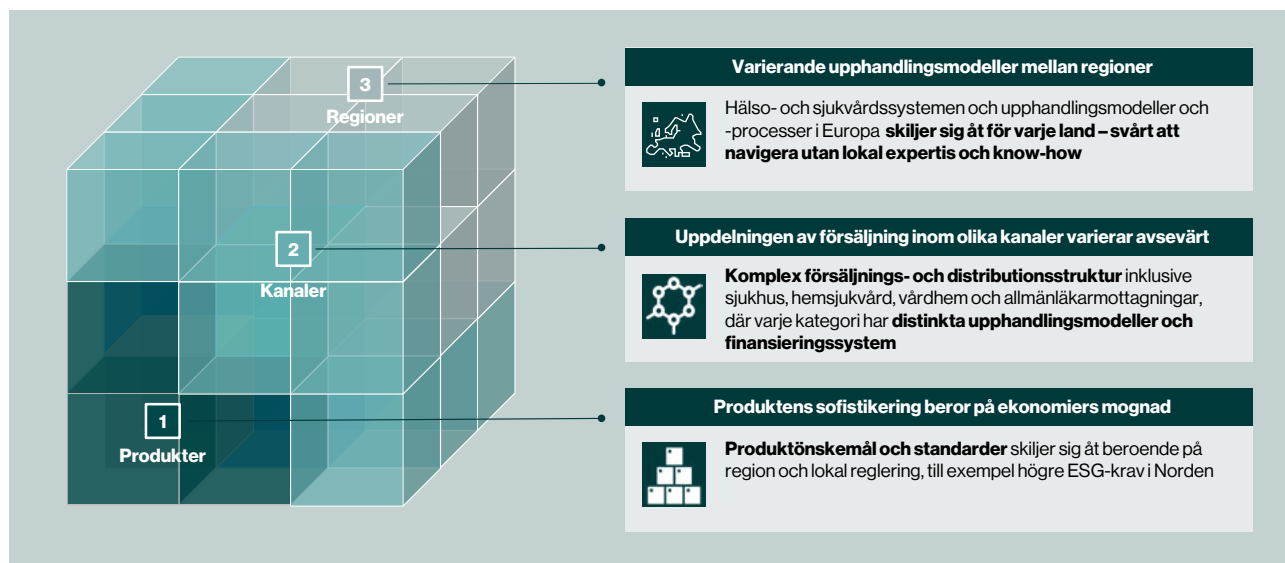 3
Regioner
2
Kanaler
1
Produkter
Varierande upphandlingsmodeller mellan regioner
Hälso- och sjukvårdssystemen och upphandlingsmodeller och
-processer i Europa skiljer sig åt för varje land – svårt att
navigera utan lokal expertis och know-how
Uppdelningen av försäljning inom olika kanaler varierar avsevärt
Komplex försäljnings- och distributionsstruktur inklusive
sjukhus, hemsjukvård, vårdhem och allmänläkarmottagningar,
där varje kategori har distinkta upphandlingsmodeller och
finansieringssystem
Produktens sofistikering beror på ekonomiers mognad
Produktönskemål och standarder skiljer sig åt beroende på
region och lokal reglering, till exempel högre ESG-krav i Norden